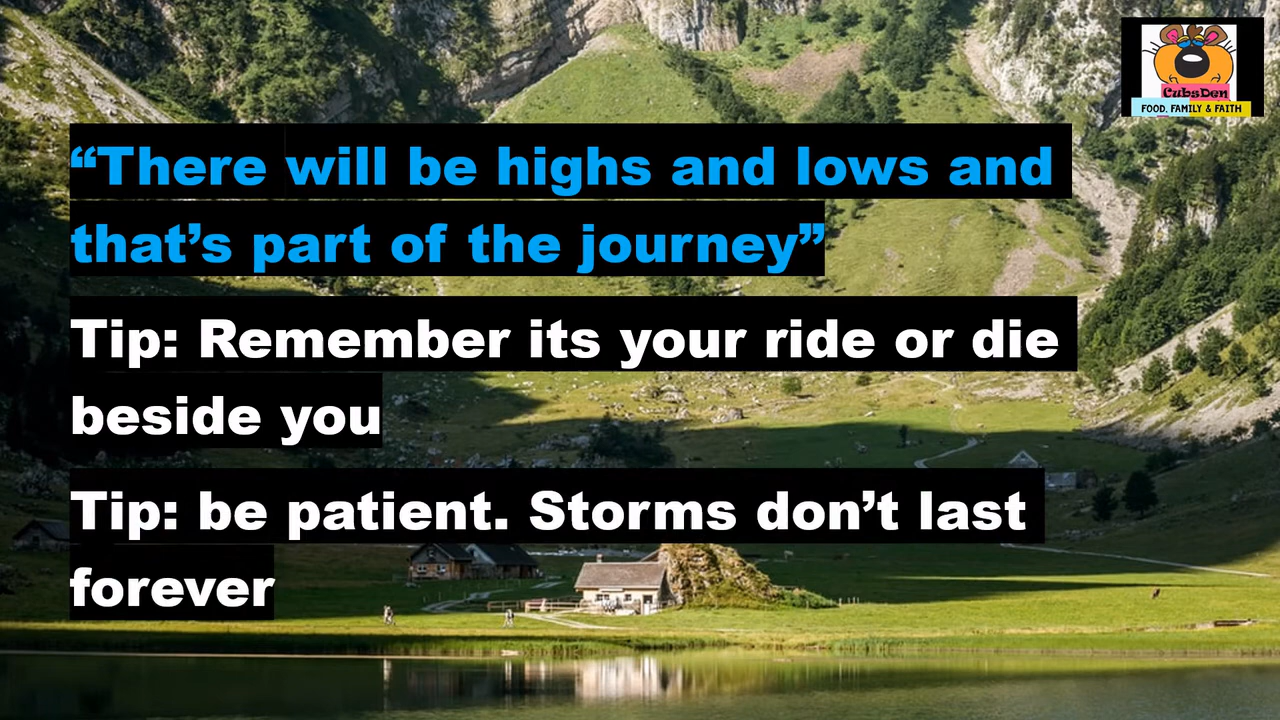 CubsDen
FOOD, FAMILY & FAITH
“There will be highs and lows and
that’s part of the journey”
Tip: Remember its your ride or die
beside you
Tip: be patient. Storms don’t last
forever